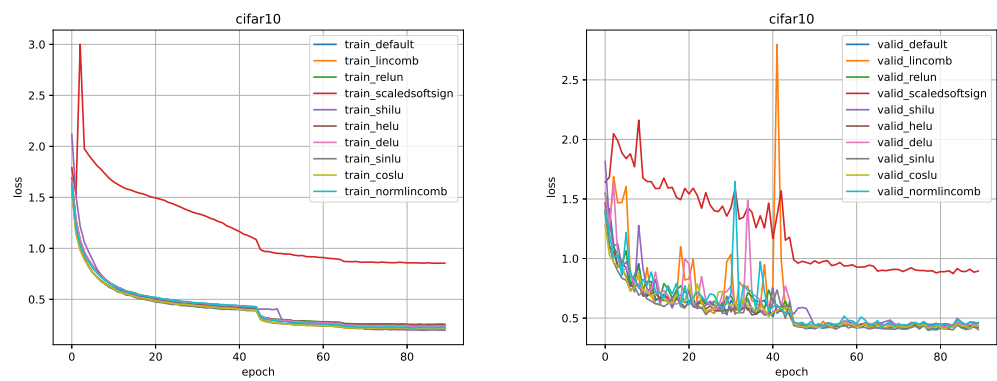 cifar10
3.0
2.5
2.0
1.5
1.0
0.5
loss
0
20
40
60
80
epoch
train_default
train_lincomb
train_relun
train_scaledsoftsign
train_shilu
train_helu
train_delu
train_sinlu
train_coslu
train_normlincomb
cifar10
2.5
2.0
1.5
1.0
0.5
loss
0
20
40
60
80
epoch
valid_default
valid_lincomb
valid_relun
valid_scaledsoftsign
valid_shilu
valid_helu
valid_delu
valid_sinlu
valid_coslu
valid_normlincomb